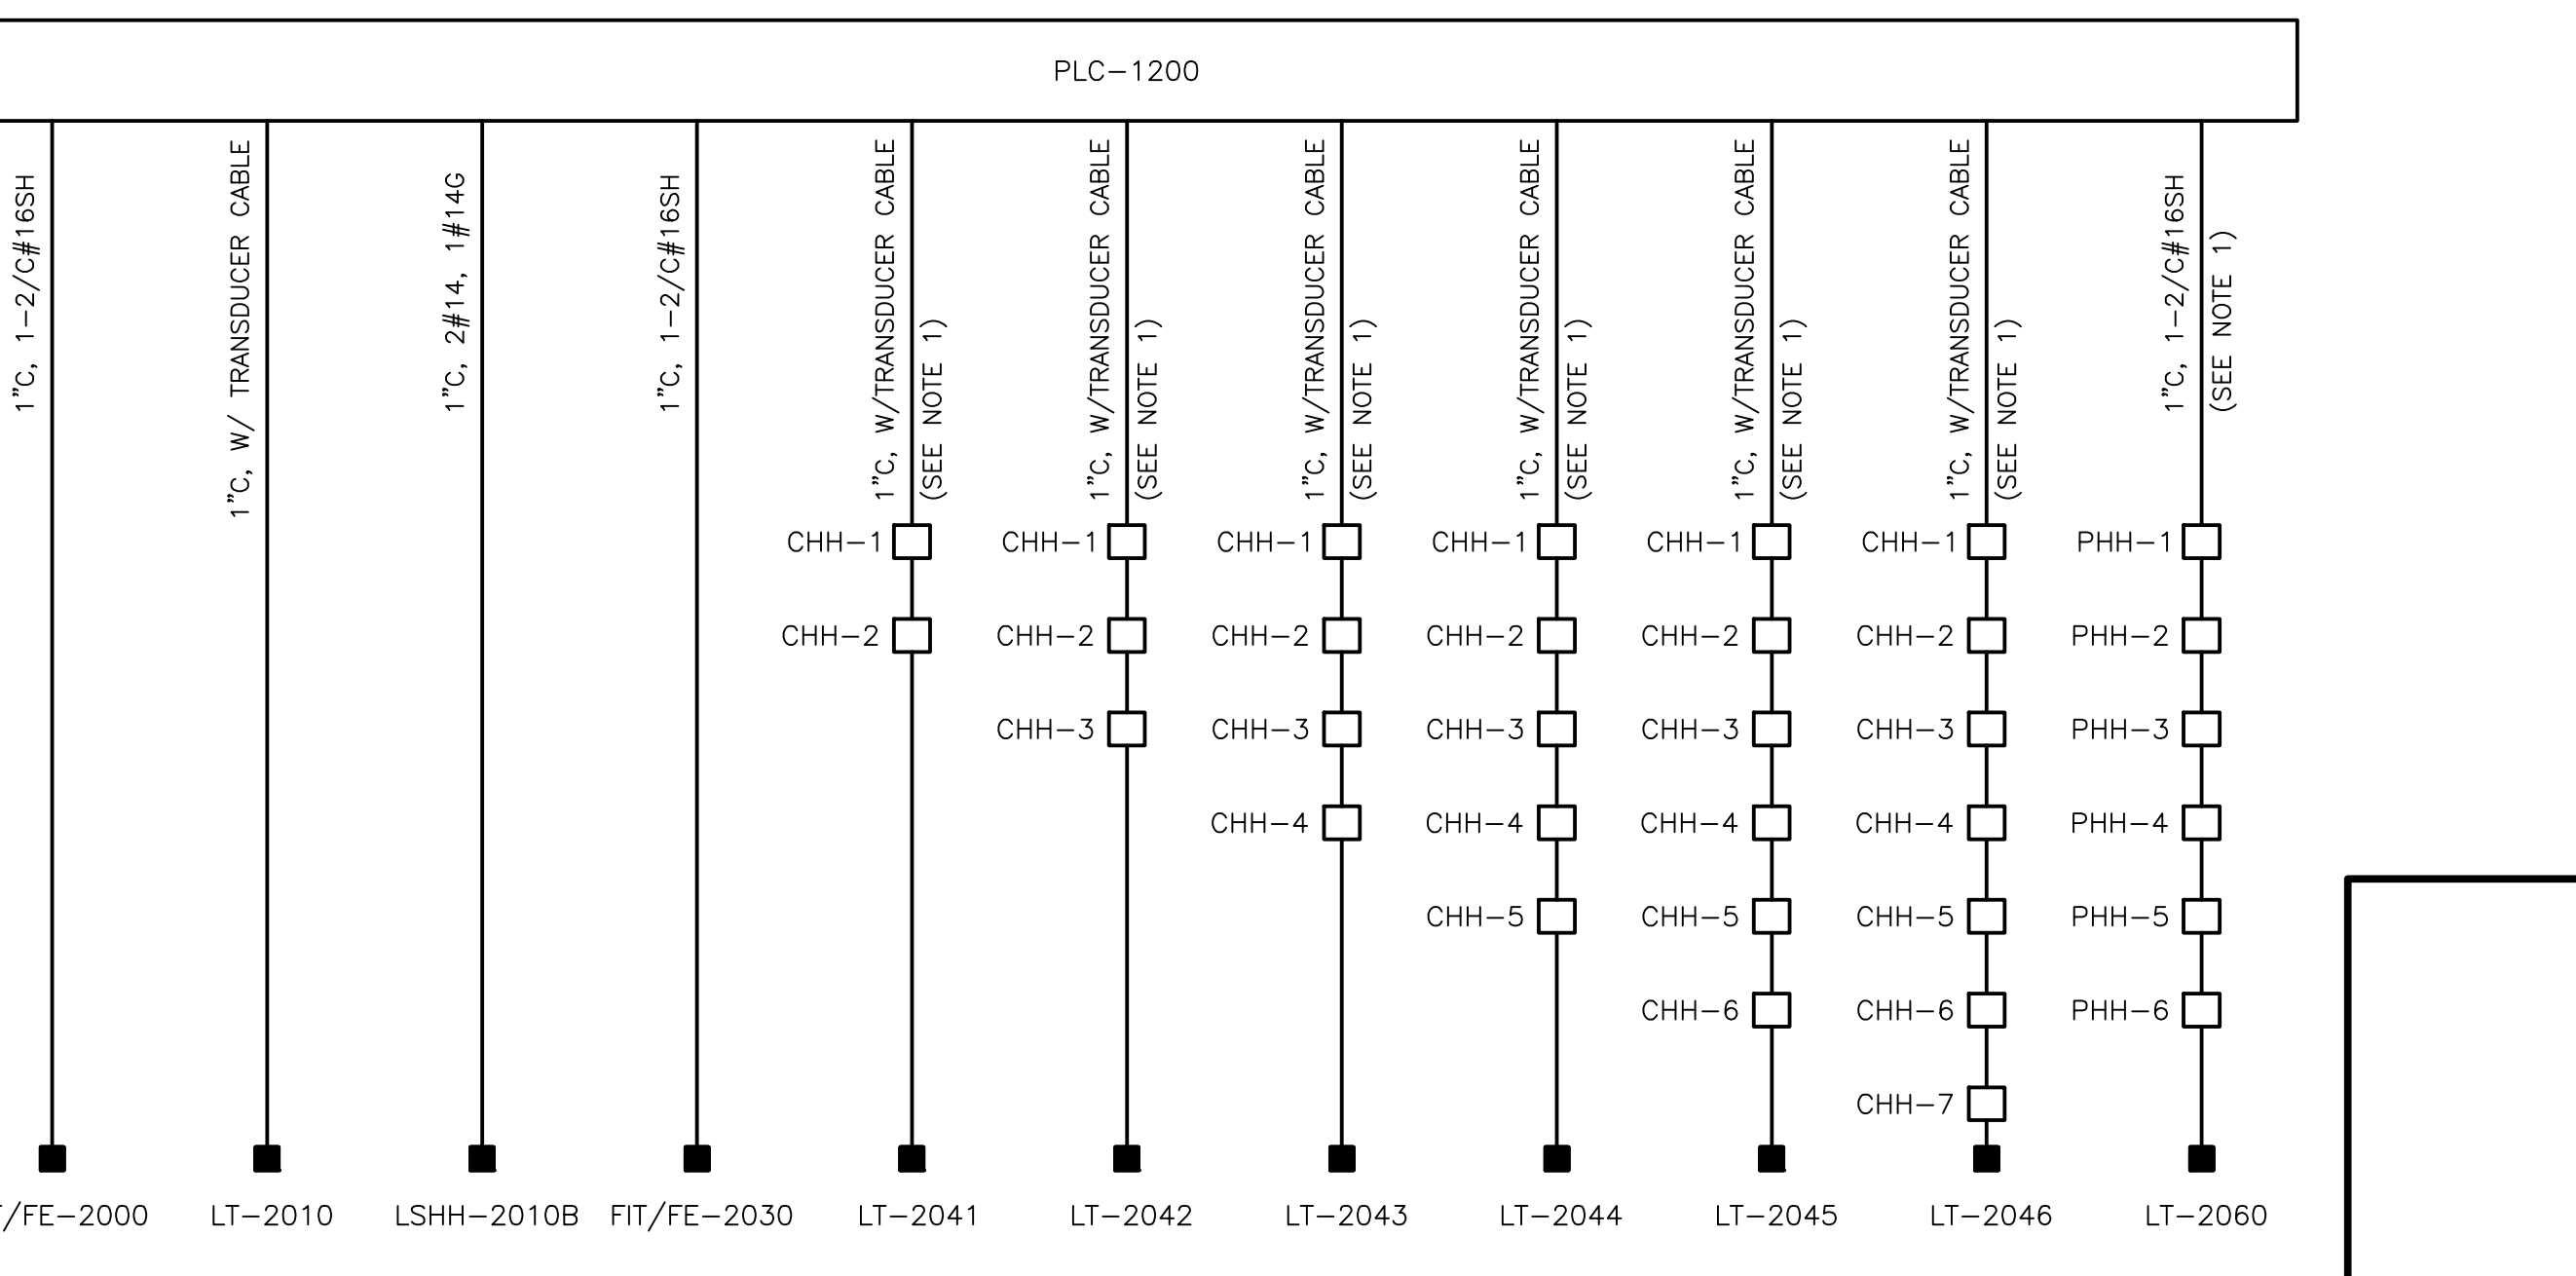 PLC-1200
1"C, 1-2/C#16SH
1"C, W/ TRANSDUCER CABLE
1"C, 2#14, 1#14G
1"C, 1-2/C#16SH
1"C, W/TRANSDUCER CABLE
(SEE NOTE 1)
1"C, W/TRANSDUCER CABLE
(SEE NOTE 1)
1"C, W/TRANSDUCER CABLE
(SEE NOTE 1)
1"C, W/TRANSDUCER CABLE
(SEE NOTE 1)
1"C, W/TRANSDUCER CABLE
(SEE NOTE 1)
1"C, W/TRANSDUCER CABLE
(SEE NOTE 1)
1"C, 1-2/C#16SH
(SEE NOTE 1)
CHH-1 CHH-1 CHH-1 CHH-1 CHH-1 CHH-1 PHH-1
CHH-2 CHH-2 CHH-2 CHH-2 CHH-2 CHH-2 PHH-2
CHH-3 CHH-3 CHH-3 CHH-3 CHH-3 PHH-3
CHH-4 CHH-4 CHH-4 CHH-4 PHH-4
CHH-5 CHH-5 CHH-5 PHH-5
CHH-6 CHH-6 PHH-6
CHH-7
/FE-2000 LT-2010 LSHH-2010B FIT/FE-2030 LT-2041 LT-2042 LT-2043 LT-2044 LT-2045 LT-2046 LT-2060